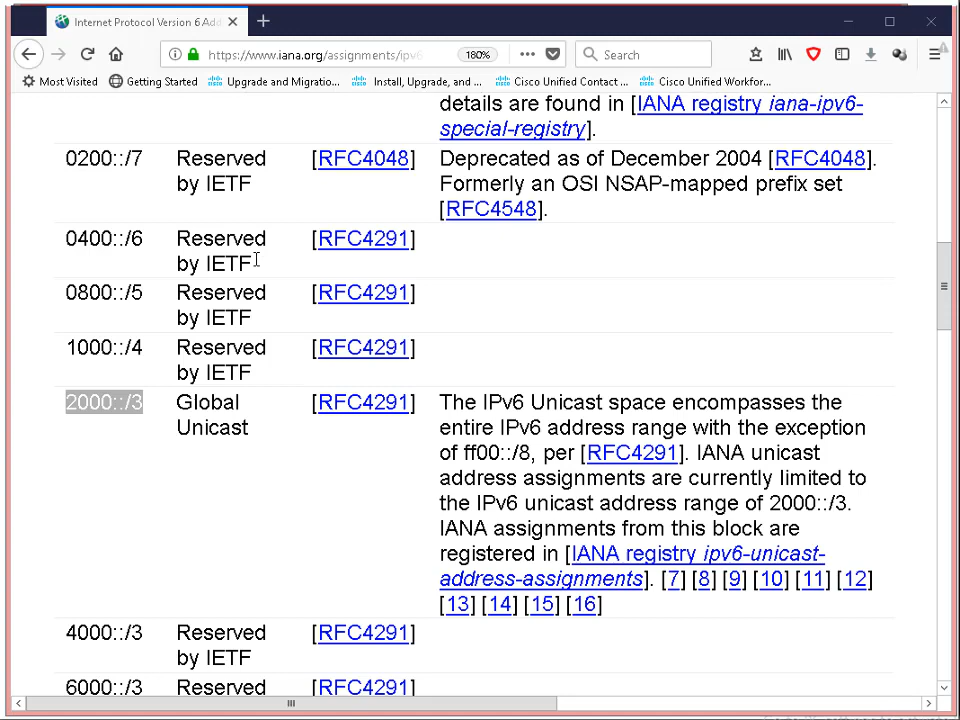 Internet Protocol Version 6 Add
https://www.iana.org/assignments/ipv6 180% Search
Most Visited Getting Started Upgrade and Migratio... Install, Upgrade, and ... Cisco Unified Contact ... Cisco Unified Workfor...
details are found in [IANA registry iana-ipv6-
special-registry].
0200::/7 Reserved [RFC4048] Deprecated as of December 2004 [RFC4048].
by IETF Formerly an OSI NSAP-mapped prefix set
[RFC4548].
0400::/6 Reserved [RFC4291]
by IETF
0800::/5 Reserved [RFC4291]
by IETF
1000::/4 Reserved [RFC4291]
by IETF
2000::/3 Global [RFC4291] The IPv6 Unicast space encompasses the
Unicast entire IPv6 address range with the exception
of ff00::/8, per [RFC4291]. IANA unicast
address assignments are currently limited to
the IPv6 unicast address range of 2000::/3.
IANA assignments from this block are
registered in [IANA registry ipv6-unicast-
address-assignments]. [7] [8] [9] [10] [11] [12]
[13] [14] [15] [16]
4000::/3 Reserved [RFC4291]
by IETF
6000::/3 Reserved [RFC4291]